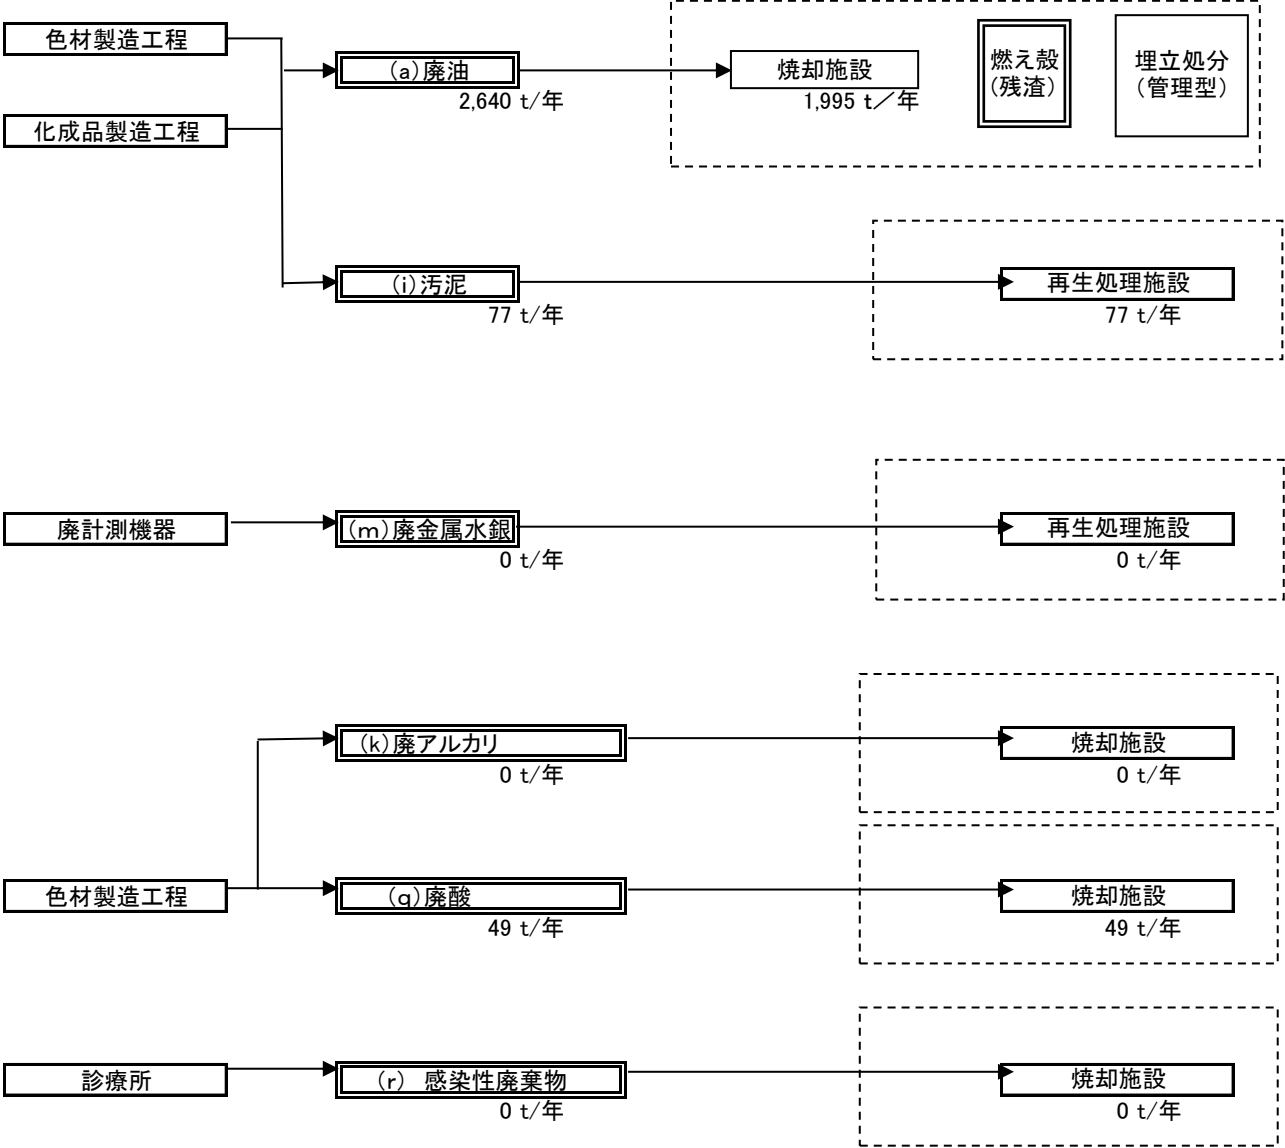 色材製造工程
(a)廃油
2,640 t/年
焼却施設
1,995 t／年
燃え殻
(残渣)
埋立処分
(管理型)
化成品製造工程
(i)汚泥
77 t/年
再生処理施設
77 t/年
廃計測機器
(m)廃金属水銀
0 t/年
再生処理施設
0 t/年
(k)廃アルカリ
0 t/年
焼却施設
0 t/年
色材製造工程
(q)廃酸
49 t/年
焼却施設
49 t/年
診療所
(r)　感染性廃棄物
0 t/年
焼却施設
0 t/年